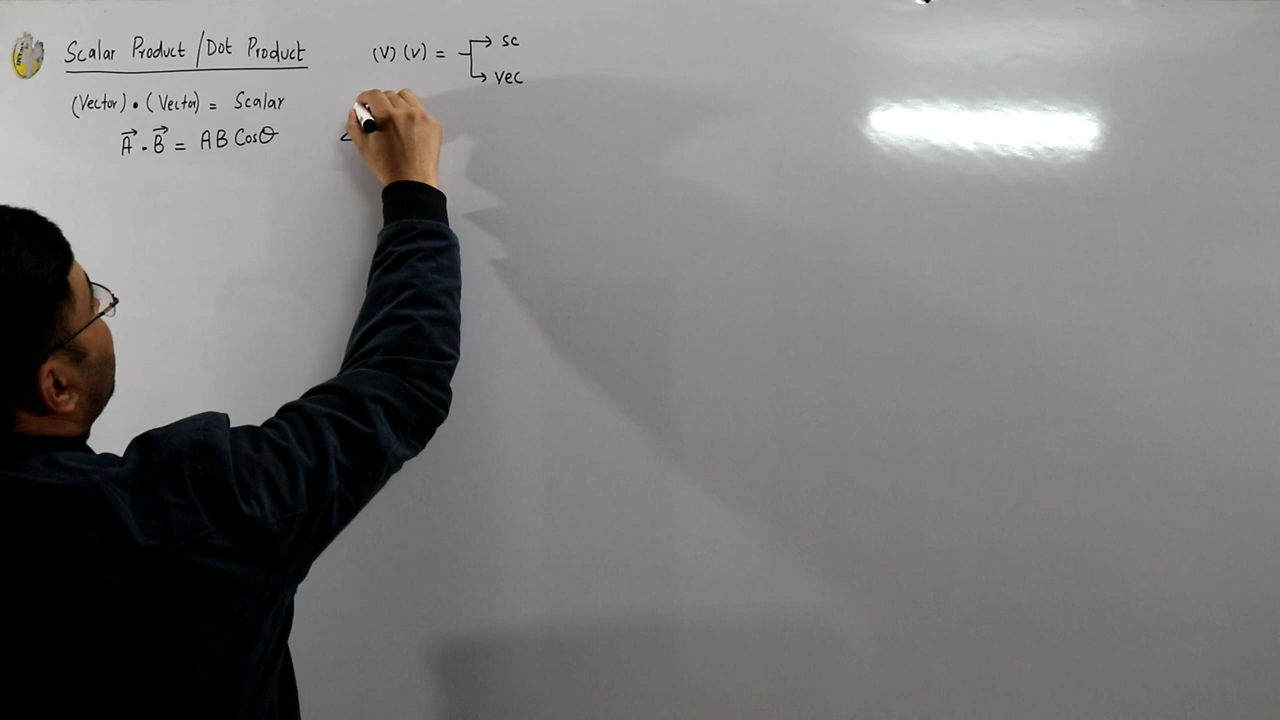 Scalar Product / Dot Product
(V) (V) = → sc
→ vec
(Vector) • (Vector) = Scalar
A⃗ . B⃗ = AB Cosθ